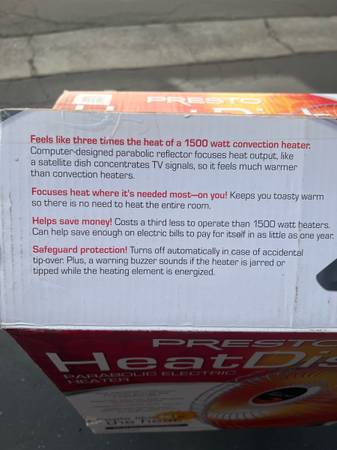 PRESTO
Feels like three times the heat of a 1500 watt convection heater.
Computer-designed parabolic reflector focuses heat output, like
a satellite dish concentrates TV signals, so it feels much warmer
than convection heaters.
Focuses heat where it's needed most—on you! Keeps you toasty warm
so there is no need to heat the entire room.
Helps save money! Costs a third less to operate than 1500 watt heaters.
Can help save enough on electric bills to pay for itself in as little as one year.
Safeguard protection! Turns off automatically in case of accidental
tip-over. Plus, a warning buzzer sounds if the heater is jarred or
tipped while the heating element is energized.
PRESTO
HeatDis
PARABOLIC ELECTRIC
HEATER
the heat